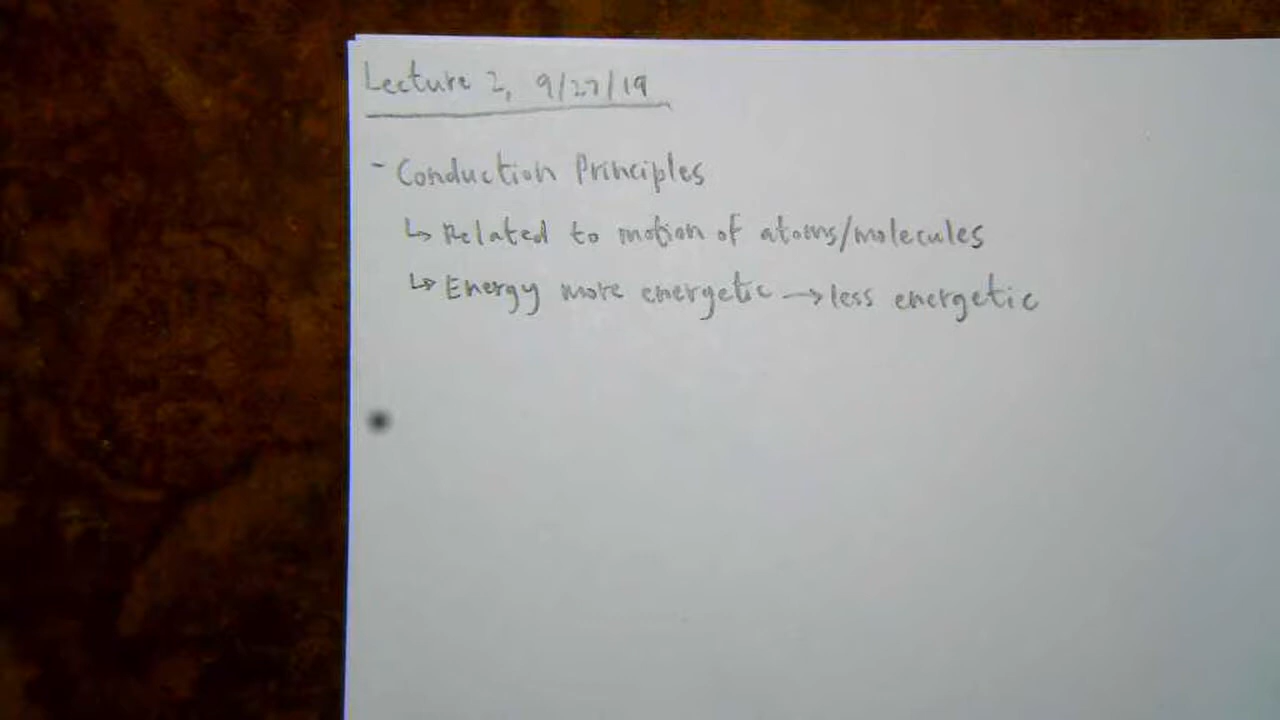 Lecture 2, 9/27/19
- Conduction Principles
↳ Related to motion of atoms/molecules
↳ Energy more energetic → less energetic